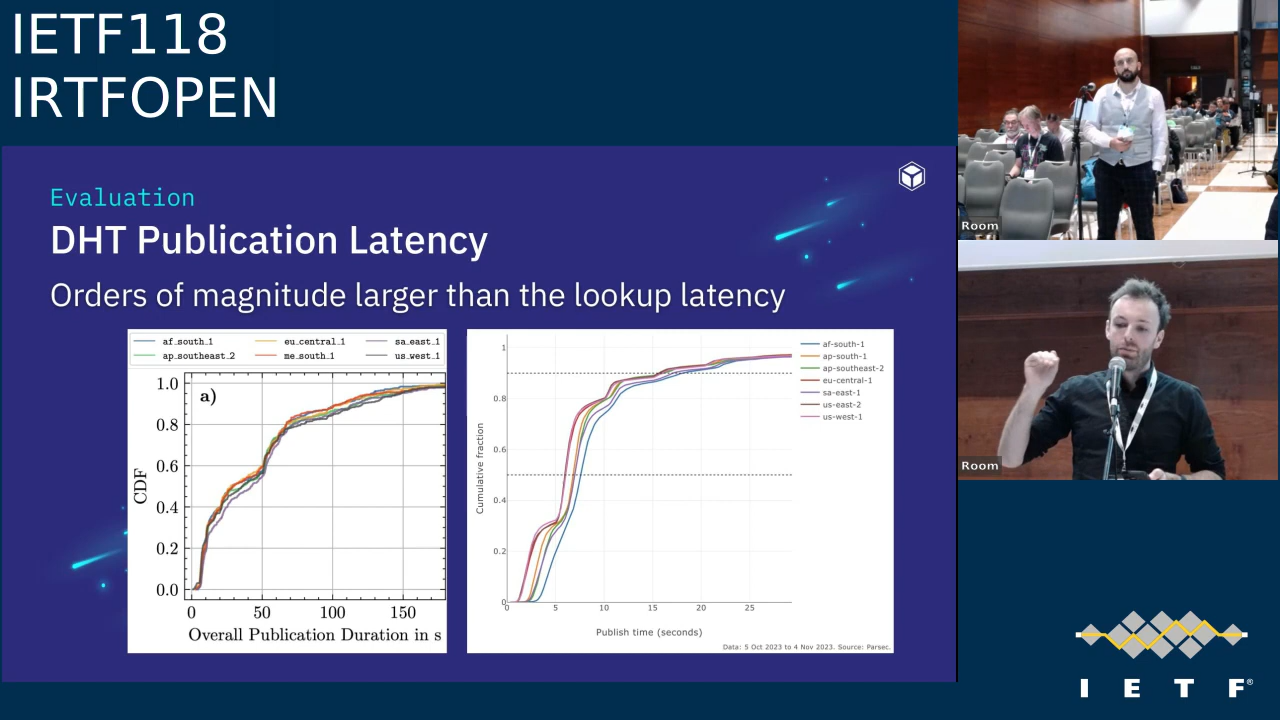 IETF118
IRTFOPEN
Evaluation
DHT Publication Latency
Orders of magnitude larger than the lookup latency
af_south_1
eu_central_1
sa_east_1
ap_southeast_2
me_south_1
us_west_1
a)
1.0
0.8
0.6
0.4
0.2
0.0
CDF
0 50 100 150
Overall Publication Duration in s
af-south-1
ap-south-1
ap-southeast-2
eu-central-1
sa-east-1
us-east-2
us-west-1
1
0.8
0.6
0.4
0.2
0
Cumulative fraction
0 5 10 15 20 25
Publish time (seconds)
Data: 5 Oct 2023 to 4 Nov 2023. Source: Parsec.
Room
Room
I E T F®